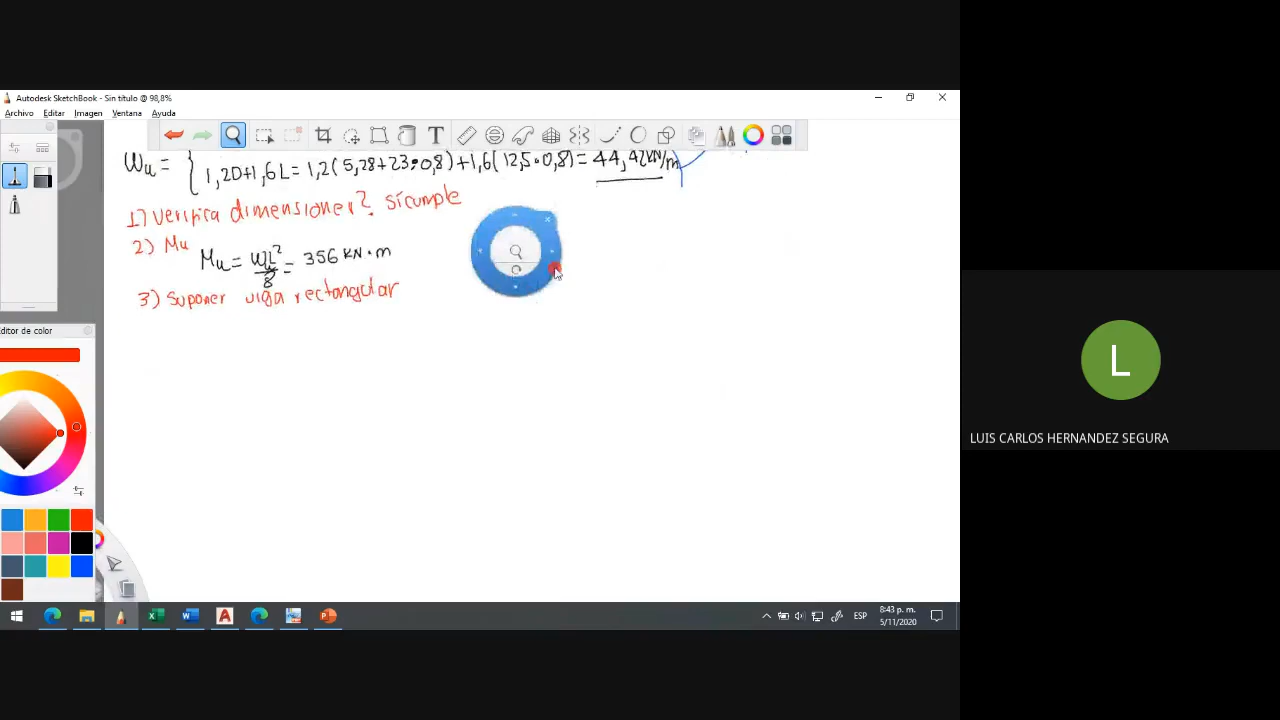 Autodesk SketchBook - Sin título @ 98,8%
Archivo Editar Imagen Ventana Ayuda
Wu = { 1,2D+1,6L = 1,2(5,28+23•0,8)+1,6(12,5•0,8) = 44,42 kN/m
1) Verifica dimensiones? sí cumple
2) Mu
Mu = WuL²/8 = 356 KN•m
3) Suponer viga rectangular
Editor de color
L
LUIS CARLOS HERNANDEZ SEGURA
ESP
8:43 p. m.
5/11/2020